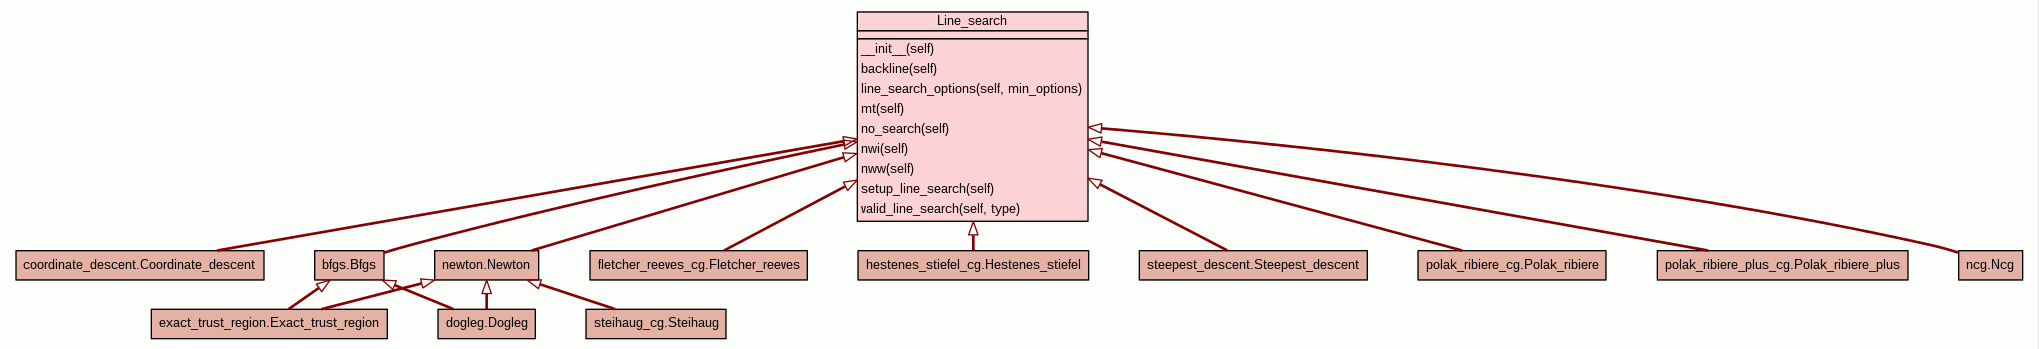 Line_search
__init__(self)
backline(self)
line_search_options(self, min_options)
mt(self)
no_search(self)
nwi(self)
nww(self)
setup_line_search(self)
valid_line_search(self, type)
coordinate_descent.Coordinate_descent
bfgs.Bfgs
newton.Newton
fletcher_reeves_cg.Fletcher_reeves
hestenes_stiefel_cg.Hestenes_stiefel
steepest_descent.Steepest_descent
polak_ribiere_cg.Polak_ribiere
polak_ribiere_plus_cg.Polak_ribiere_plus
ncg.Ncg
exact_trust_region.Exact_trust_region
dogleg.Dogleg
steihaug_cg.Steihaug